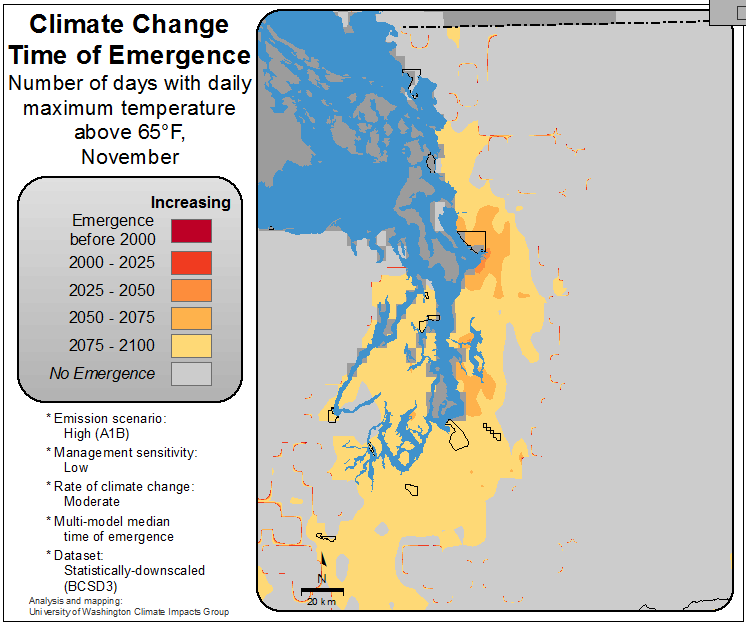 Climate Change
Time of Emergence
Number of days with daily
maximum temperature
above 65°F,
November
Increasing
Emergence
before 2000
2000 - 2025
2025 - 2050
2050 - 2075
2075 - 2100
No Emergence
* Emission scenario:
High (A1B)
* Management sensitivity:
Low
* Rate of climate change:
Moderate
* Multi-model median
time of emergence
* Dataset:
Statistically-downscaled
(BCSD3)
Analysis and mapping:
University of Washington Climate Impacts Group
N
20 km